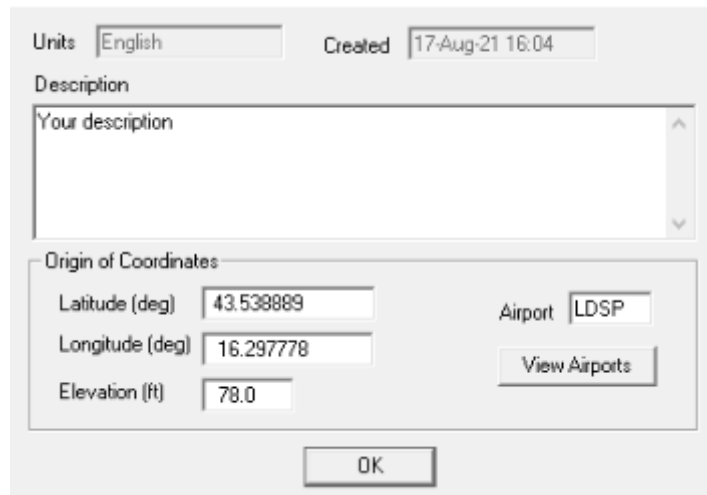 Units English Created 17-Aug-21 16:04
Description
Your description
Origin of Coordinates
Latitude (deg) 43.538889 Airport LDSP
Longitude (deg) 16.297778 View Airports
Elevation (ft) 78.0
OK